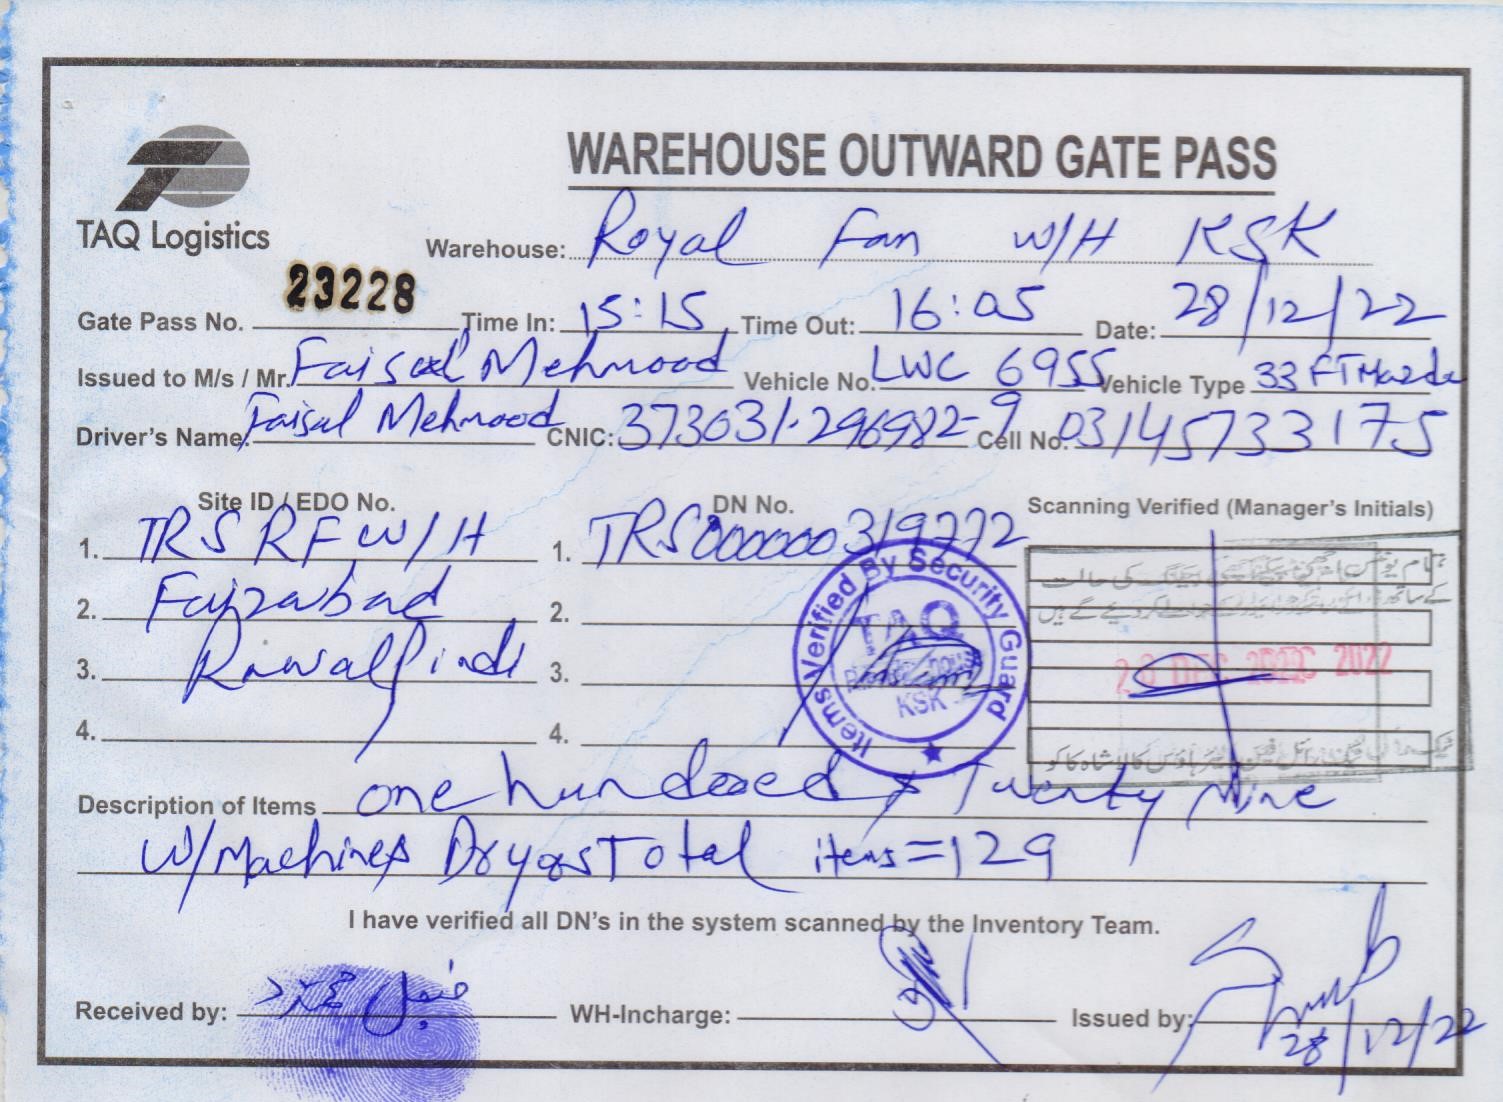 TAQ Logistics
WAREHOUSE OUTWARD GATE PASS
Warehouse: Royal Fan W/H KSK
Gate Pass No. 23228 Time In: 15:15 Time Out: 16:05 Date: 28/12/22
Issued to M/s / Mr. Faisal Mehmood Vehicle No. LWC 6955 Vehicle Type 33 FT Mazda
Driver's Name: Faisal Mehmood CNIC: 373031-296982-9 Cell No. 03145733175
Site ID / EDO No. DN No. Scanning Verified (Manager's Initials)
1. TRS RF W/H 1.
2. Faizabad 2.
3. Rawalpindi 3.
4. 4.
Items Verified By Security Guard
TAQ
KSK
DEC 2022
Description of Items one hundred & Twenty Nine
W/Machines Dryers Total items=129
I have verified all DN's in the system scanned by the Inventory Team.
Received by: فیصل محمود WH-Incharge: Issued by:
28/12/22